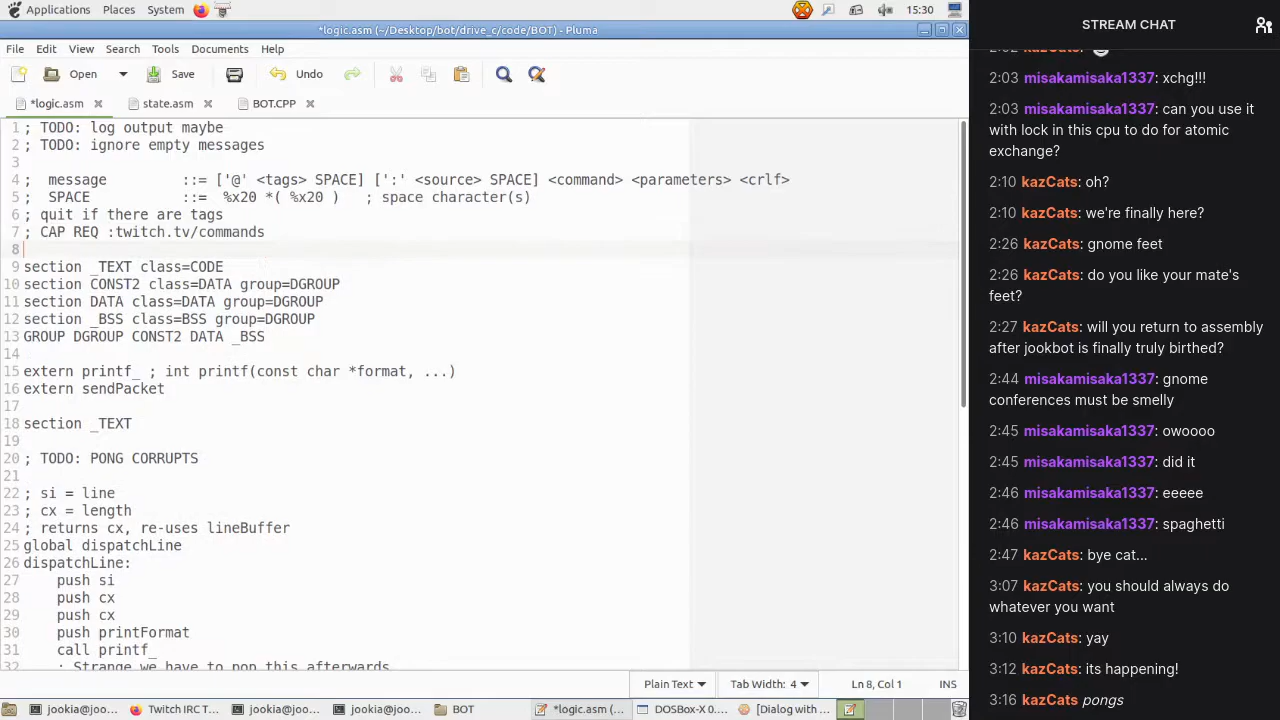 Applications Places System 15:30
*logic.asm (~/Desktop/bot/drive_c/code/BOT) - Pluma
File Edit View Search Tools Documents Help
Open Save Undo
*logic.asm state.asm BOT.CPP
1 ; TODO: log output maybe
2 ; TODO: ignore empty messages
3
4 ;  message         ::= ['@' <tags> SPACE] [':' <source> SPACE] <command> <parameters> <crlf>
5 ;  SPACE           ::=  %x20 *( %x20 )   ; space character(s)
6 ; quit if there are tags
7 ; CAP REQ :twitch.tv/commands
8
9 section _TEXT class=CODE
10 section CONST2 class=DATA group=DGROUP
11 section DATA class=DATA group=DGROUP
12 section _BSS class=BSS group=DGROUP
13 GROUP DGROUP CONST2 DATA _BSS
14
15 extern printf_ ; int printf(const char *format, ...)
16 extern sendPacket
17
18 section _TEXT
19
20 ; TODO: PONG CORRUPTS
21
22 ; si = line
23 ; cx = length
24 ; returns cx, re-uses lineBuffer
25 global dispatchLine
26 dispatchLine:
27     push si
28     push cx
29     push cx
30     push printFormat
31     call printf_
32     ; Strange we have to pop this afterwards
Plain Text Tab Width: 4 Ln 8, Col 1 INS
jookia@joo... Twitch IRC T... jookia@joo... jookia@joo... BOT *logic.asm (... DOSBox-X 0.... [Dialog with ...
STREAM CHAT
2:02 kazCats:
2:03 misakamisaka1337: xchg!!!
2:03 misakamisaka1337: can you use it
with lock in this cpu to do for atomic
exchange?
2:10 kazCats: oh?
2:10 kazCats: we're finally here?
2:26 kazCats: gnome feet
2:26 kazCats: do you like your mate's
feet?
2:27 kazCats: will you return to assembly
after jookbot is finally truly birthed?
2:44 misakamisaka1337: gnome
conferences must be smelly
2:45 misakamisaka1337: owoooo
2:45 misakamisaka1337: did it
2:46 misakamisaka1337: eeeee
2:46 misakamisaka1337: spaghetti
2:47 kazCats: bye cat...
3:07 kazCats: you should always do
whatever you want
3:10 kazCats: yay
3:12 kazCats: its happening!
3:16 kazCats pongs